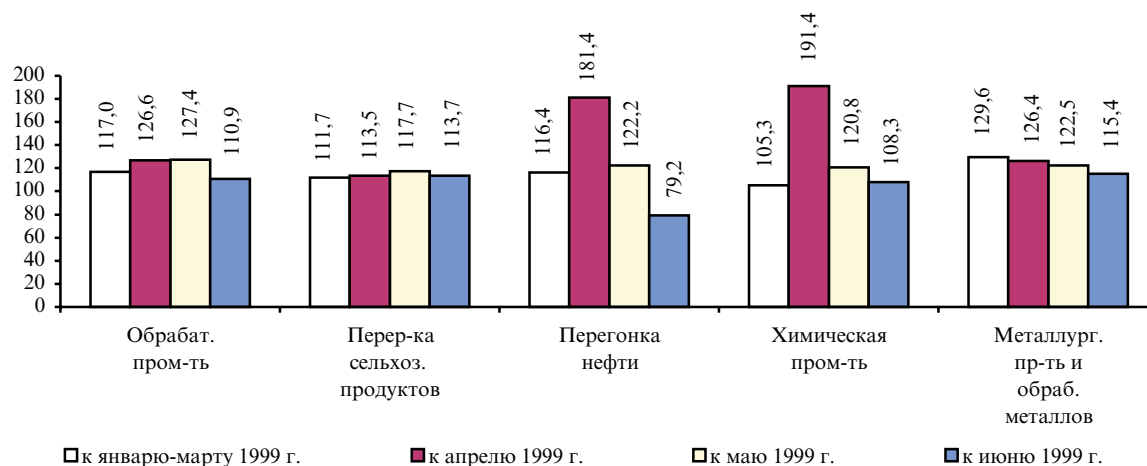 181,4
191,4
200
180
160
140
120
100
80
60
40
20
0
117,0
126,6
127,4
110,9
111,7
113,5
117,7
113,7
116,4
122,2
79,2
105,3
120,8
108,3
129,6
126,4
122,5
115,4
Обрабат.
пром-ть
Перер-ка
сельхоз.
продуктов
Перегонка
нефти
Химическая
пром-ть
Металлург.
пр-ть и
обраб.
металлов
к январю-марту 1999 г.
к апрелю 1999 г.
к маю 1999 г.
к июню 1999 г.